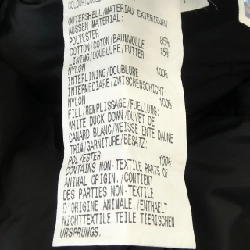 OUTERSHELL/MATERIAU EXTERIEUR/
AUSSEN MATERIAL:
POLYESTER 85%
COTTON/COTON/BAUMWOLLE 15%
LINING/DOUBLURE/FUTTER
NYLON 100%
INTERLINING/DOUBLURE
INTERMEDIAIRE/ZWISCHENSCHICHT
NYLON 100%
FILL/REMPLISSAGE/FUELLUNG:
WHITE DUCK DOWN/DUVET DE
CANARD BLANC/WEISSE ENTE DAUNE
TRIM/GARNITURE/BESATZ:
POLYESTER 100%
CONTAINS NON-TEXTILE PARTS OF
ANIMAL ORIGIN./CONTIENT
DES PARTIES NON-TEXTILE
D'ORIGINE ANIMALE /ENTHAELT
NICHTTEXTILE TEILE TIERISCHEN
URSPRUNGS.